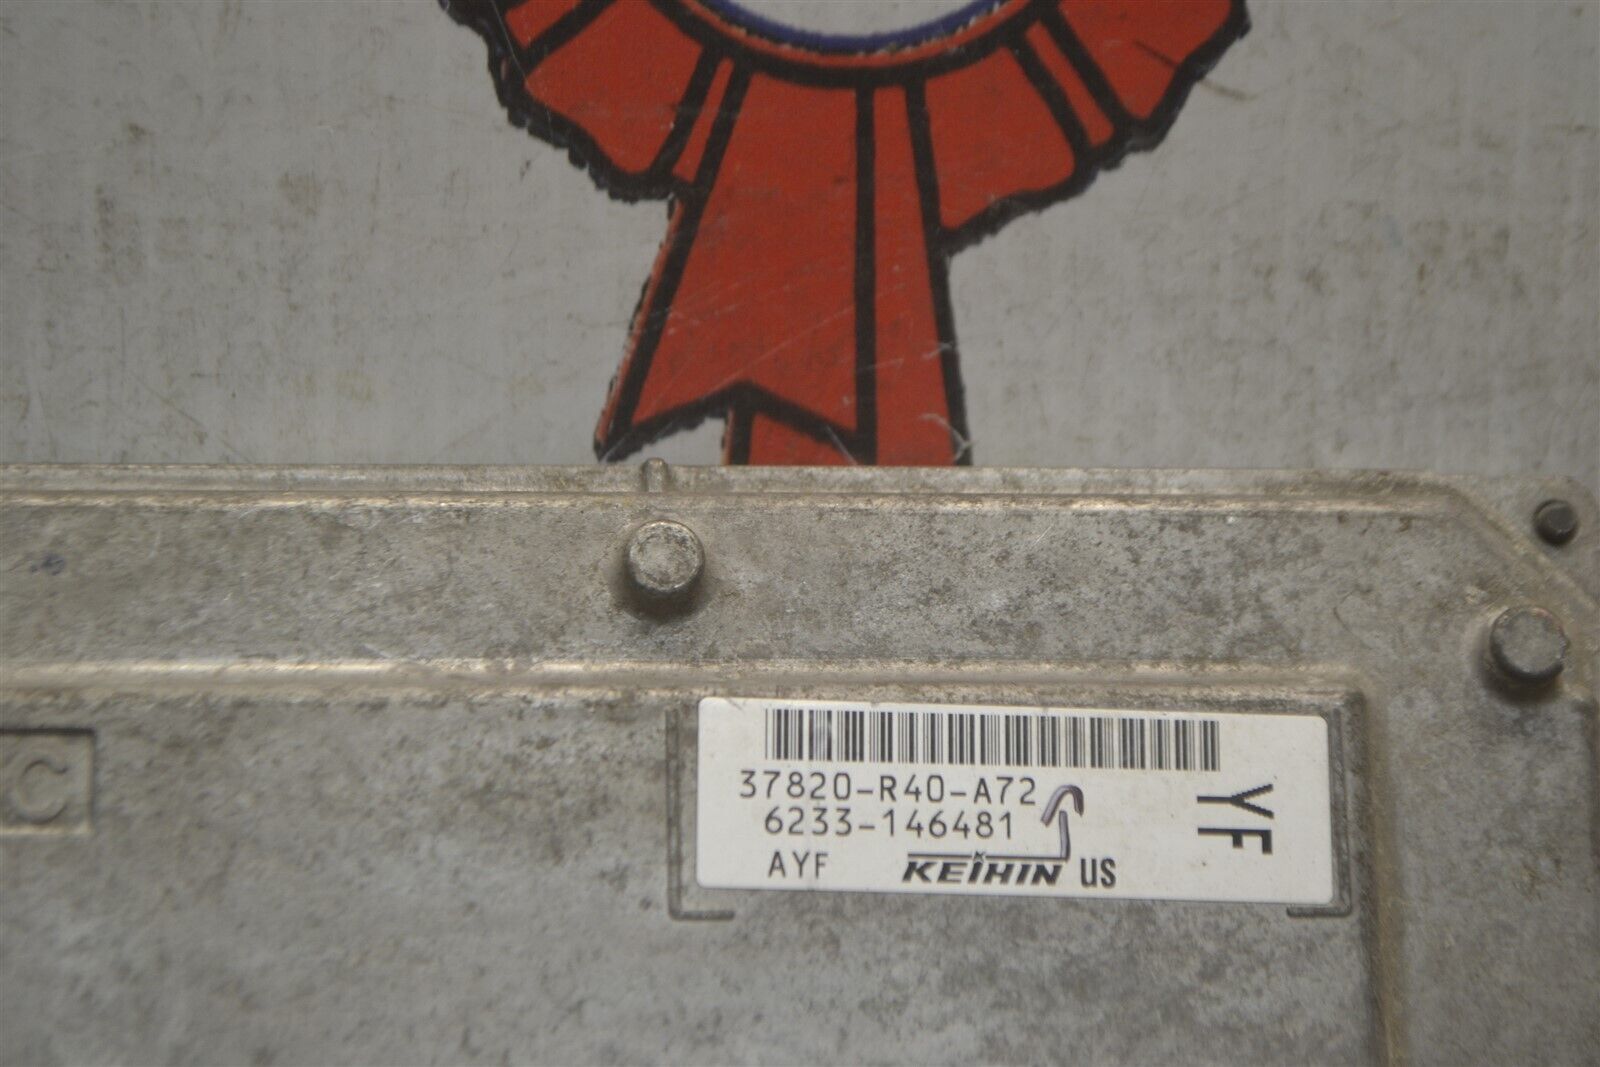 37820-R40-A72
6233-146481
AYF KEIHIN US
YF
C